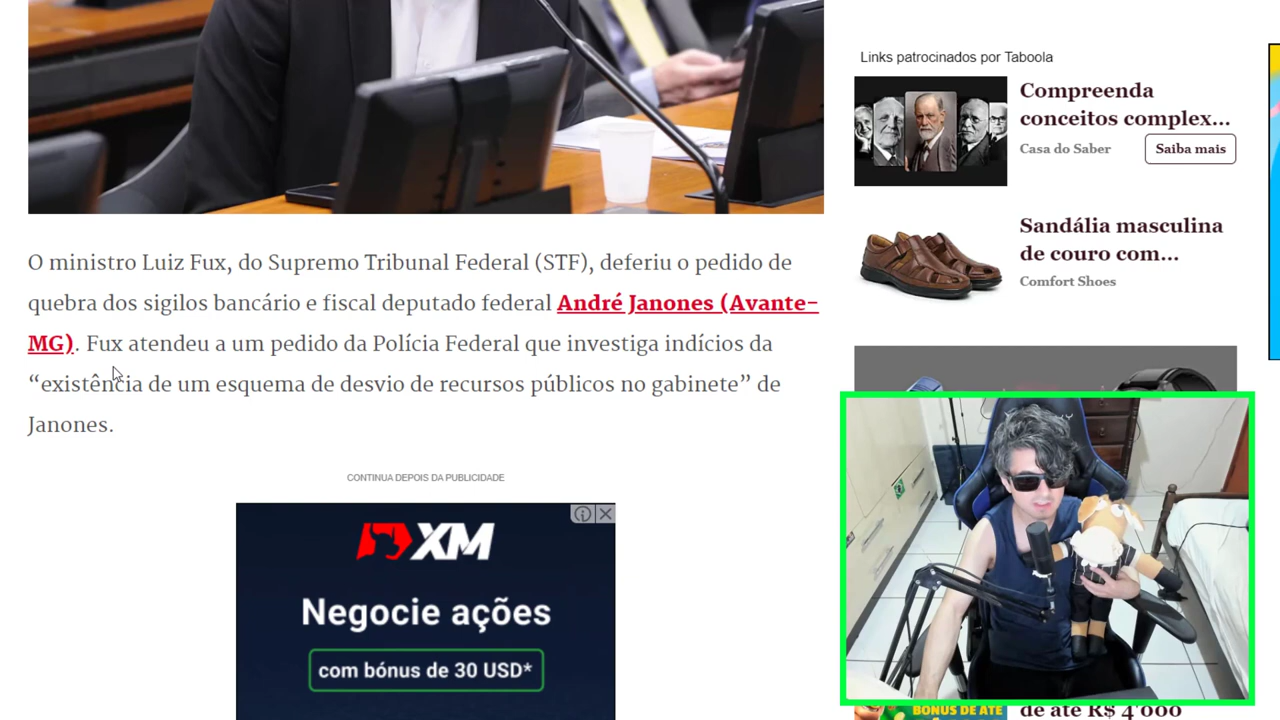 O ministro Luiz Fux, do Supremo Tribunal Federal (STF), deferiu o pedido de
quebra dos sigilos bancário e fiscal deputado federal André Janones (Avante-
MG). Fux atendeu a um pedido da Polícia Federal que investiga indícios da
“existência de um esquema de desvio de recursos públicos no gabinete” de
Janones.
CONTINUA DEPOIS DA PUBLICIDADE
XM
Negocie ações
com bónus de 30 USD*
Links patrocinados por Taboola
Compreenda
conceitos complex...
Casa do Saber
Saiba mais
Sandália masculina
de couro com...
Comfort Shoes
BÔNUS DE ATÉ
de até R$ 4'000